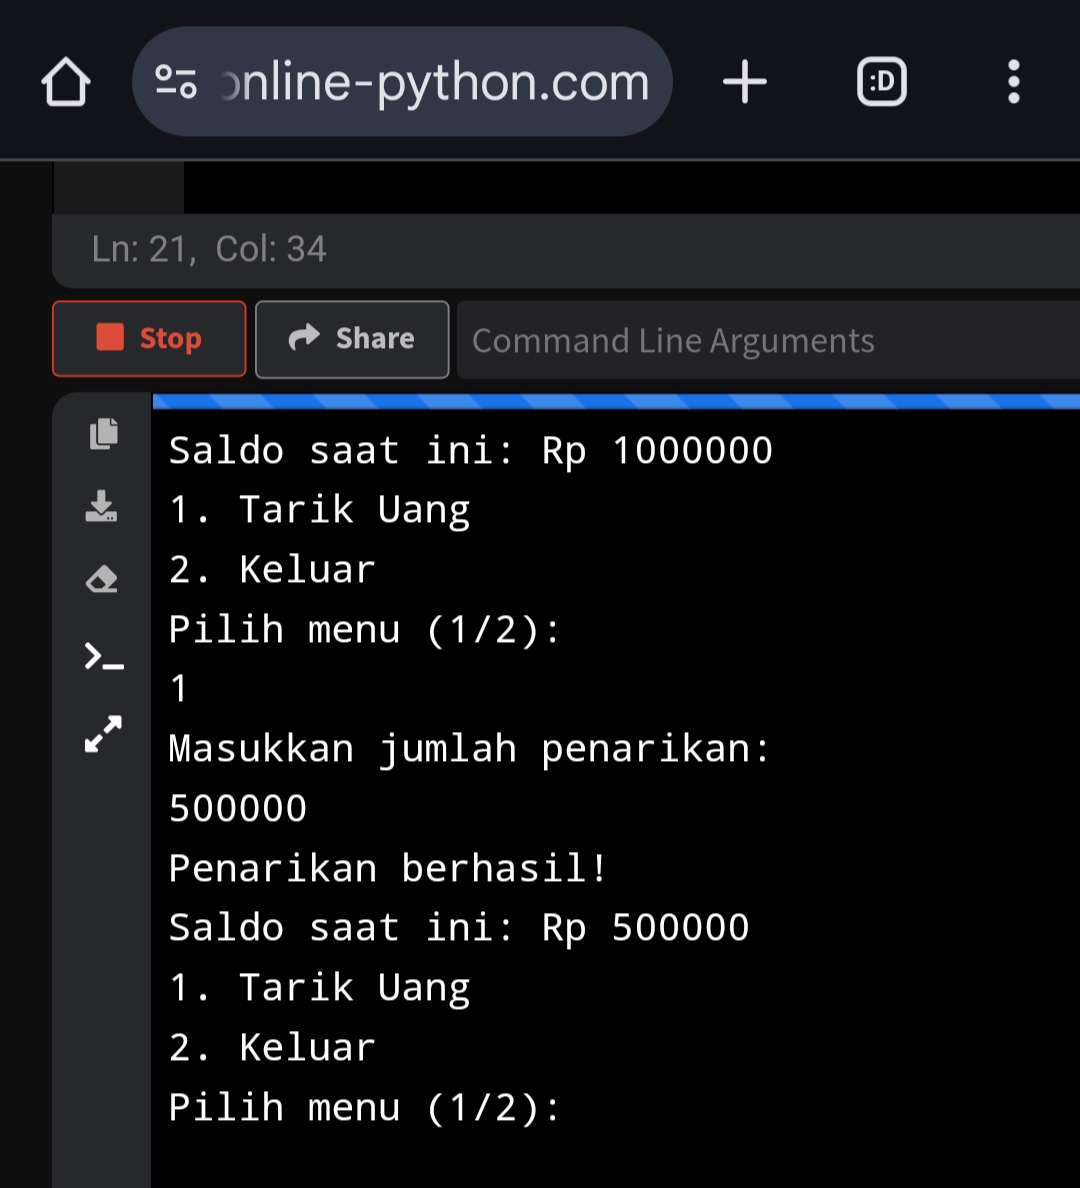 online-python.com
:D
Ln: 21, Col: 34
Stop
Share
Command Line Arguments
Saldo saat ini: Rp 1000000
1. Tarik Uang
2. Keluar
Pilih menu (1/2):
1
Masukkan jumlah penarikan:
500000
Penarikan berhasil!
Saldo saat ini: Rp 500000
1. Tarik Uang
2. Keluar
Pilih menu (1/2):